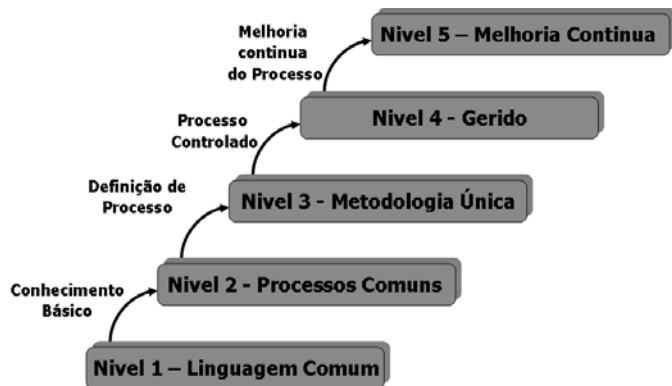 Melhoria
continua
do Processo
Nivel 5 – Melhoria Continua
Processo
Controlado
Nivel 4 - Gerido
Definição de
Processo
Nivel 3 - Metodologia Única
Conhecimento
Básico
Nivel 2 - Processos Comuns
Nivel 1 – Linguagem Comum